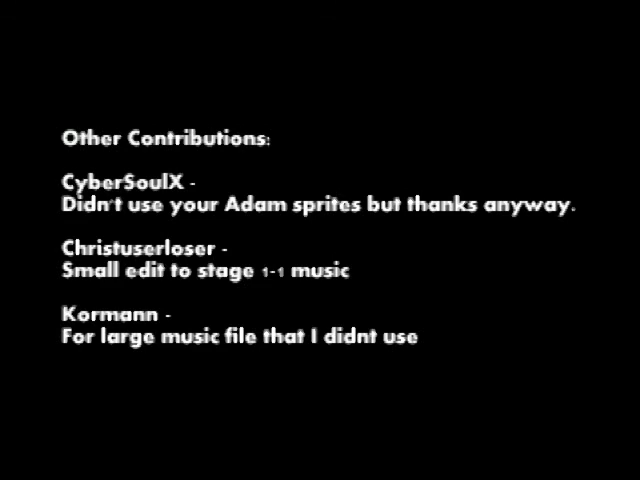 Other Contributions:
CyberSoulX -
Didn't use your Adam sprites but thanks anyway.
Christuserloser -
Small edit to stage 1-1 music
Kormann -
For large music file that I didnt use